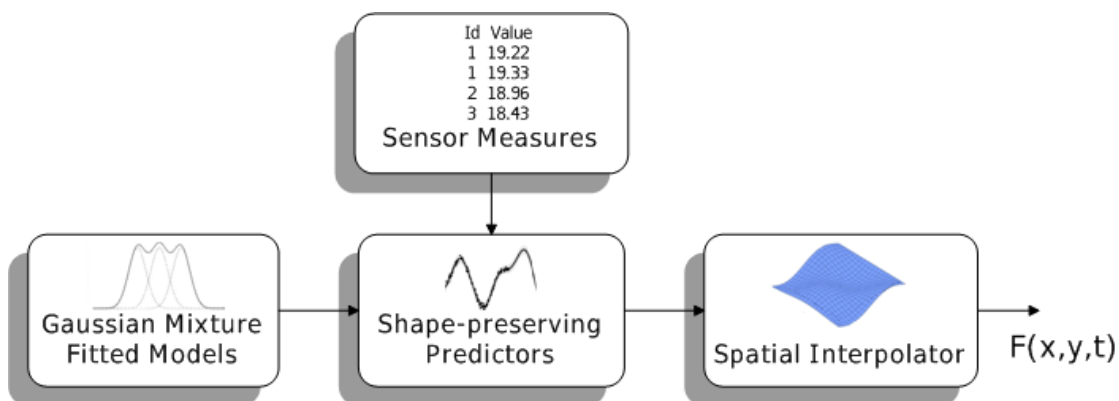 Id Value
1 19.22
1 19.33
2 18.96
3 18.43
Sensor Measures
Gaussian Mixture
Fitted Models
Shape-preserving
Predictors
Spatial Interpolator
F(x,y,t)